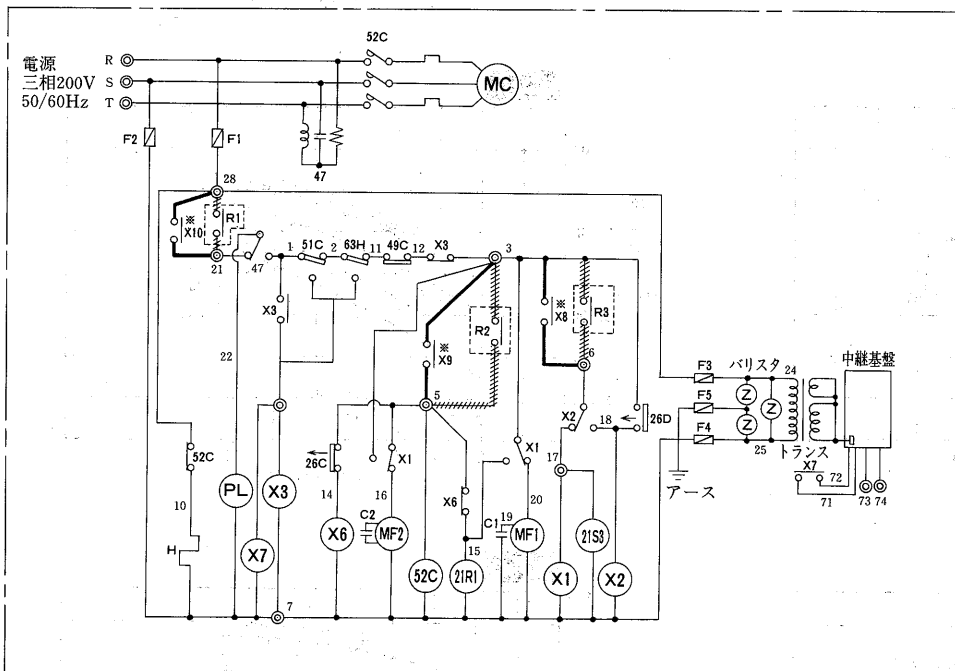 52C
電源
R
三相200V
S
MC
50/60Hz
T
F2
F1
47
28
※
X10
R1
21
47
1
51C
2
63H
11
49C
12
X3
3
X3
※
X8
R3
R2
※
X9
6
22
5
F3
バリスタ
24
中継基盤
F5
Z
Z
Z
F4
25
トランス
X7
72
71
73
74
アース
X2
18
26D
17
52C
26C
X1
X1
X6
10
PL
X3
14
16
15
C1
19
20
H
X7
X6
C2
MF2
52C
21R1
MF1
X1
21S3
X2
7